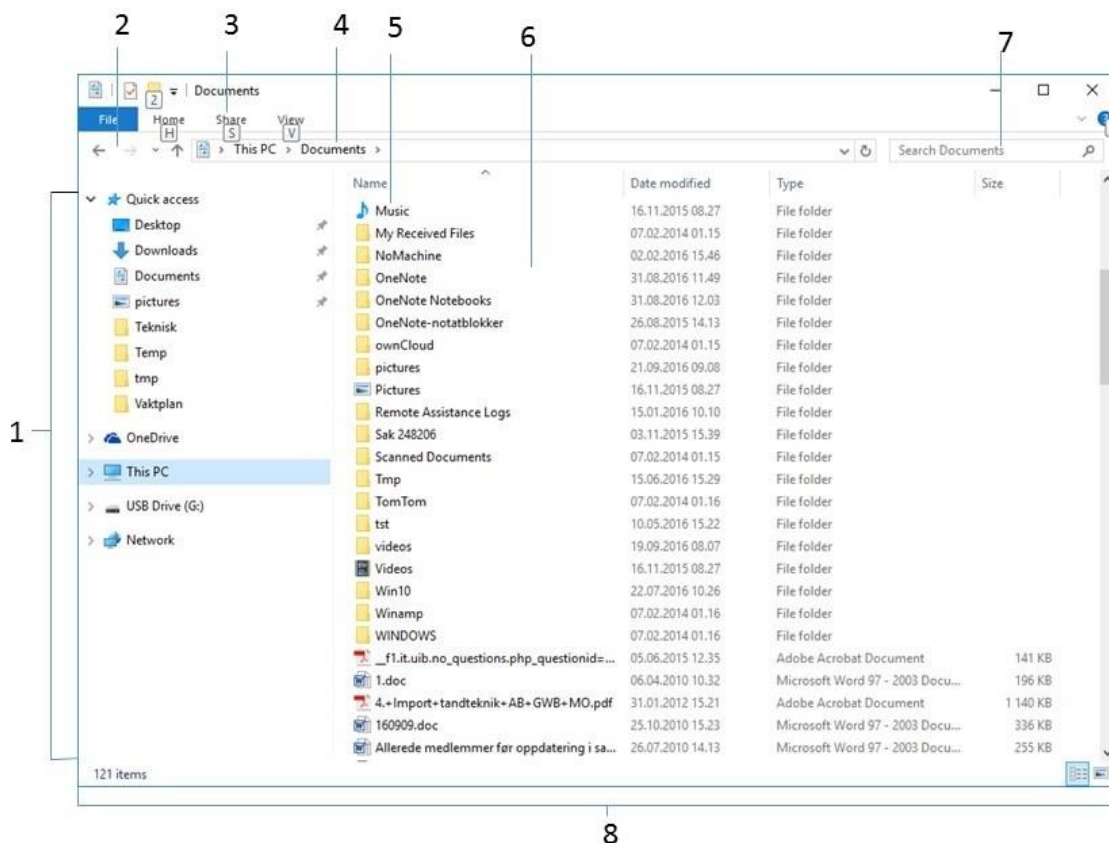 2 3 4 5 6 7
2 Documents
File Home Share View
H S V
This PC Documents Search Documents
Name Date modified Type Size
Quick access
Desktop
Downloads
Documents
pictures
Teknisk
Temp
tmp
Vaktplan
1
OneDrive
This PC
USB Drive (G:)
Network
Music 16.11.2015 08.27 File folder
My Received Files 07.02.2014 01.15 File folder
NoMachine 02.02.2016 15.46 File folder
OneNote 31.08.2016 11.49 File folder
OneNote Notebooks 31.08.2016 12.03 File folder
OneNote-notatblokker 26.08.2015 14.13 File folder
ownCloud 07.02.2014 01.15 File folder
pictures 21.09.2016 09.08 File folder
Pictures 16.11.2015 08.27 File folder
Remote Assistance Logs 15.01.2016 10.10 File folder
Sak 248206 03.11.2015 15.39 File folder
Scanned Documents 07.02.2014 01.15 File folder
Tmp 15.06.2016 15.29 File folder
TomTom 07.02.2014 01.16 File folder
tst 10.05.2016 15.22 File folder
videos 19.09.2016 08.07 File folder
Videos 16.11.2015 08.27 File folder
Win10 22.07.2016 10.26 File folder
Winamp 07.02.2014 01.16 File folder
WINDOWS 07.02.2014 01.16 File folder
__f1.it.uib.no_questions.php_questionid=... 05.06.2015 12.35 Adobe Acrobat Document 141 KB
1.doc 06.04.2010 10.32 Microsoft Word 97 - 2003 Docu... 196 KB
4.+Import+tandteknik+AB+GWB+MO.pdf 31.01.2012 15.21 Adobe Acrobat Document 1 140 KB
160909.doc 25.10.2010 15.23 Microsoft Word 97 - 2003 Docu... 336 KB
Allerede medlemmer før oppdatering i sa... 26.07.2010 14.13 Microsoft Word 97 - 2003 Docu... 255 KB
121 items
8